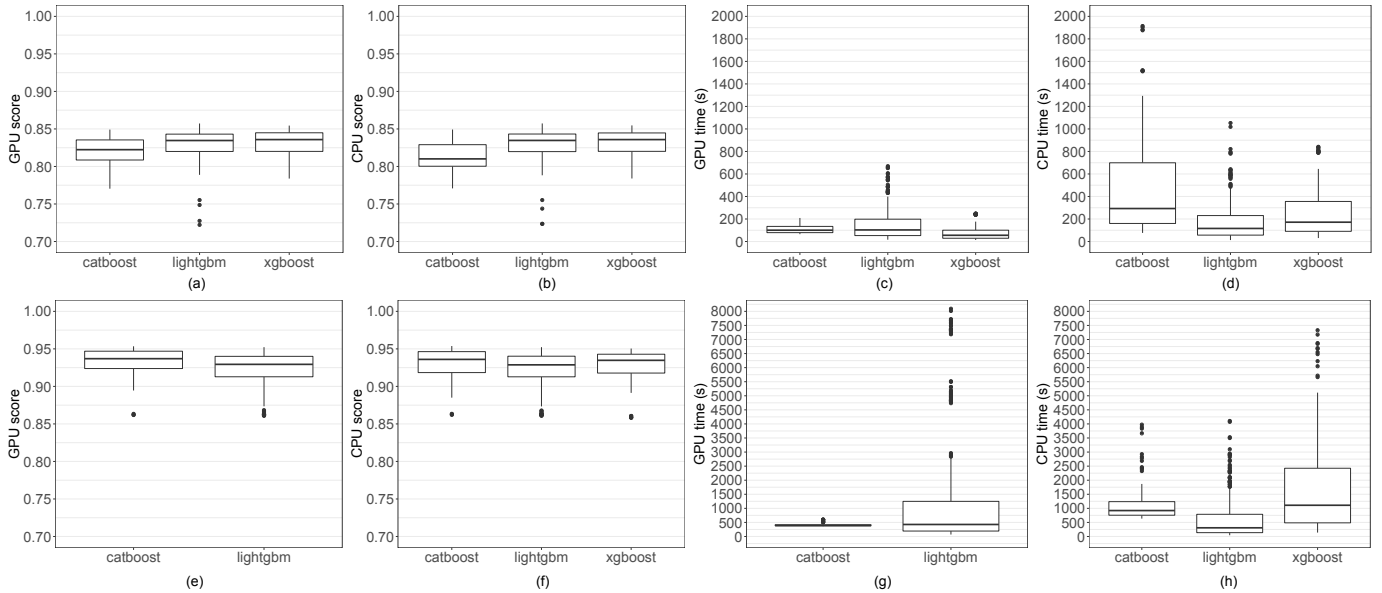 GPU score
1.00
0.95
0.90
0.85
0.80
0.75
0.70
catboost
lightgbm
xgboost
(a)
CPU score
1.00
0.95
0.90
0.85
0.80
0.75
0.70
catboost
lightgbm
xgboost
(b)
GPU time (s)
2000
1800
1600
1400
1200
1000
800
600
400
200
0
catboost
lightgbm
xgboost
(c)
CPU time (s)
2000
1800
1600
1400
1200
1000
800
600
400
200
0
catboost
lightgbm
xgboost
(d)
GPU score
1.00
0.95
0.90
0.85
0.80
0.75
0.70
catboost
lightgbm
(e)
CPU score
1.00
0.95
0.90
0.85
0.80
0.75
0.70
catboost
lightgbm
xgboost
(f)
GPU time (s)
8000
7500
7000
6500
6000
5500
5000
4500
4000
3500
3000
2500
2000
1500
1000
500
0
catboost
lightgbm
(g)
CPU time (s)
8000
7500
7000
6500
6000
5500
5000
4500
4000
3500
3000
2500
2000
1500
1000
500
0
catboost
lightgbm
xgboost
(h)